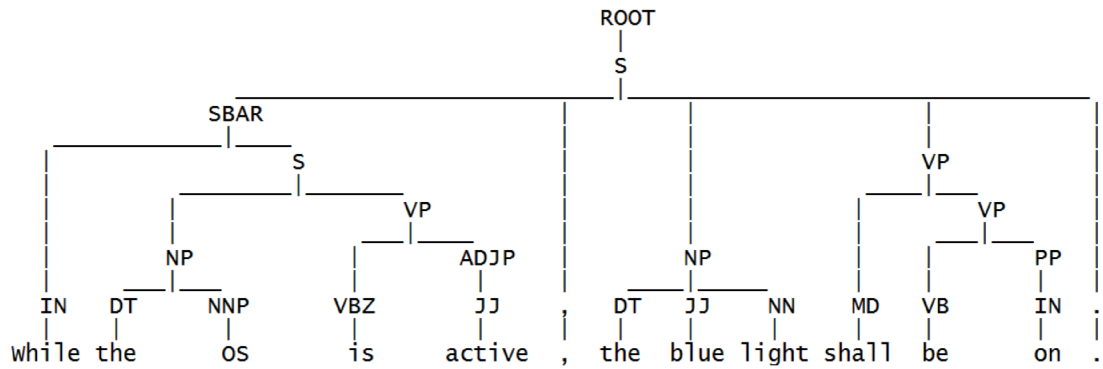 ROOT
S
SBAR
S VP
VP VP
NP ADJP NP PP
IN DT NNP VBZ JJ , DT JJ NN MD VB IN .
While the OS is active , the blue light shall be on .